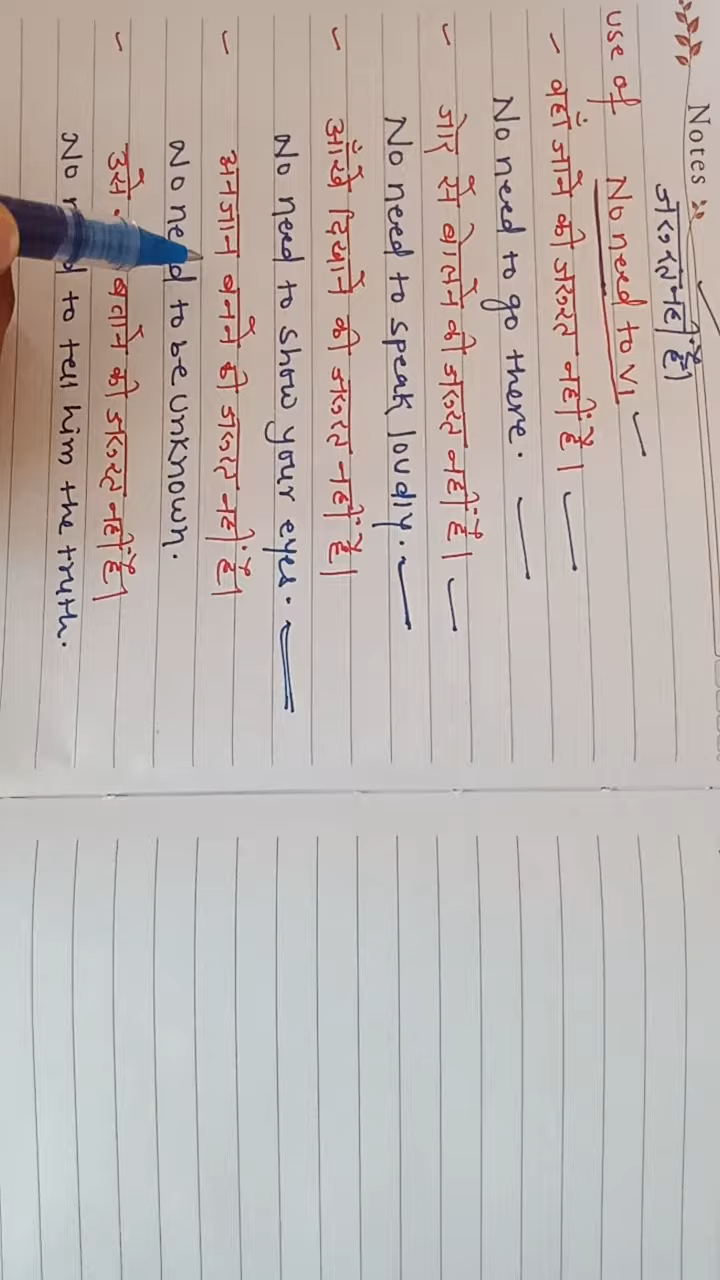 Notes
जरूरत नहीं है।
use of No need to V1
वहां जाने की जरूरत नहीं है।
No need to go there.
जोर से बोलने की जरूरत नहीं है।
No need to speak loudly.
आँखें दिखाने की जरूरत नहीं है।
No need to show your eyes.
अनजान बनने की जरूरत नहीं है।
No need to be unknown.
उसे बताने की जरूरत नहीं है।
No to tell him the truth.